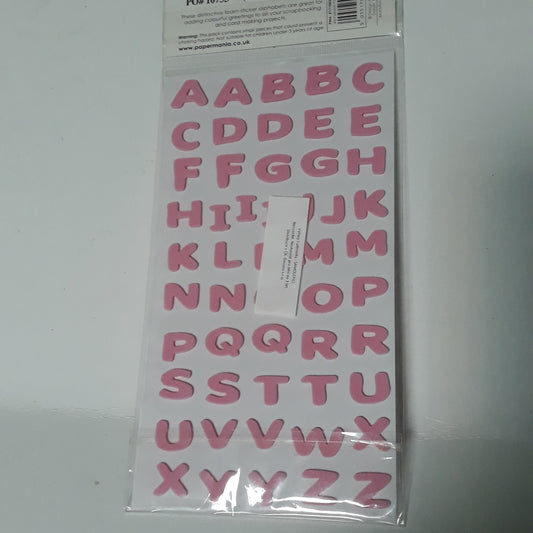 These distinctive foam sticker alphabets are great for
adding colourful greetings to all your scrapbooking
and card making projects.
Warning: This pack contains small pieces that could present a
choking hazard. Not suitable for children under 3 years of age.
www.papermania.co.uk
A A B B C
C D D E E
F F G G H
H I I J K
K L M M
N N O P
P Q Q R R
S S T T U
U V V W X
X Y Y Z Z